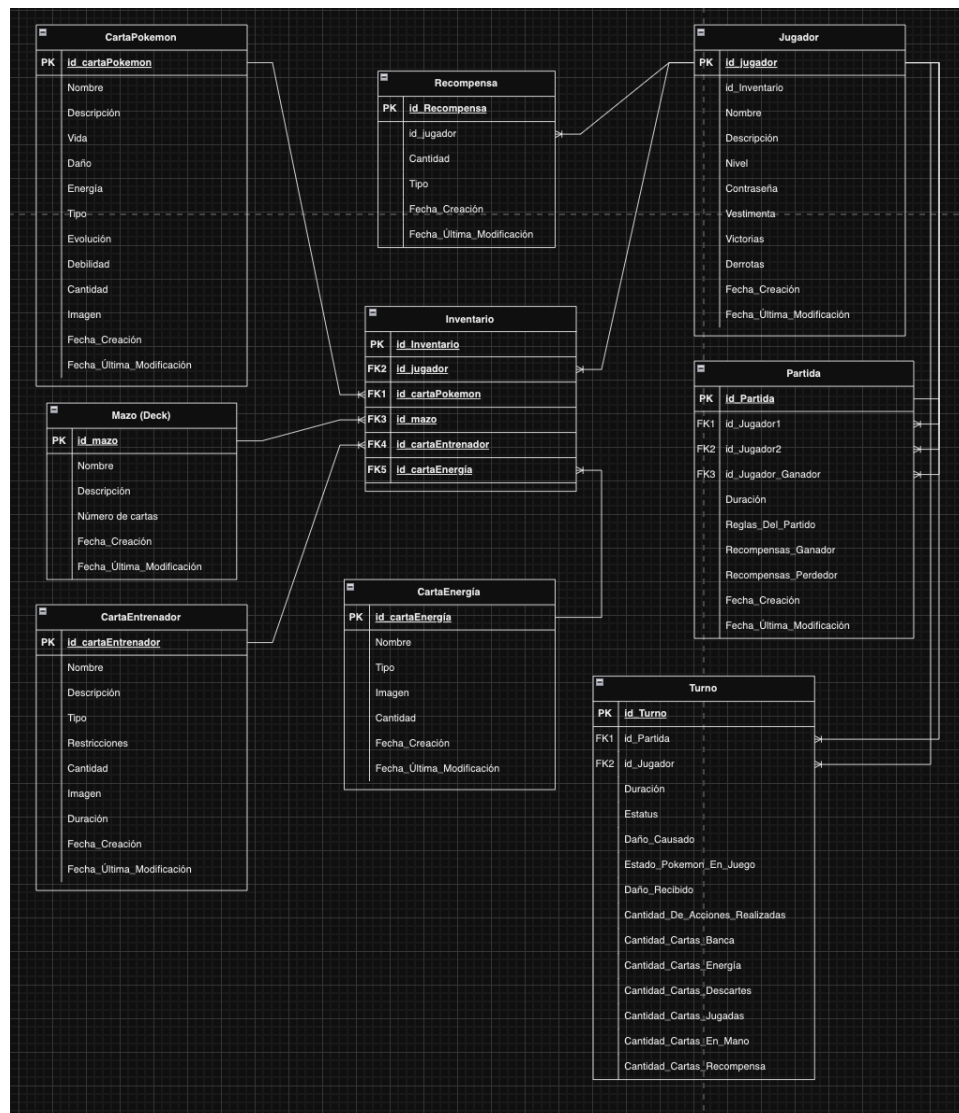 CartaPokemon
PK id_cartaPokemon
Nombre
Descripción
Vida
Daño
Energía
Tipo
Evolución
Debilidad
Cantidad
Imagen
Fecha_Creación
Fecha_Última_Modificación
Recompensa
PK id_Recompensa
id_jugador
Cantidad
Tipo
Fecha_Creación
Fecha_Última_Modificación
Jugador
PK id_jugador
id_Inventario
Nombre
Descripción
Nivel
Contraseña
Vestimenta
Victorias
Derrotas
Fecha_Creación
Fecha_Última_Modificación
Inventario
PK id_Inventario
FK2 id_jugador
FK1 id_cartaPokemon
FK3 id_mazo
FK4 id_cartaEntrenador
FK5 id_cartaEnergía
Partida
PK id_Partida
FK1 id_Jugador1
FK2 id_Jugador2
FK3 id_Jugador_Ganador
Duración
Reglas_Del_Partido
Recompensas_Ganador
Recompensas_Perdedor
Fecha_Creación
Fecha_Última_Modificación
Mazo (Deck)
PK id_mazo
Nombre
Descripción
Número de cartas
Fecha_Creación
Fecha_Última_Modificación
CartaEntrenador
PK id_cartaEntrenador
Nombre
Descripción
Tipo
Restricciones
Cantidad
Imagen
Duración
Fecha_Creación
Fecha_Última_Modificación
CartaEnergía
PK id_cartaEnergía
Nombre
Tipo
Imagen
Cantidad
Fecha_Creación
Fecha_Última_Modificación
Turno
PK id_Turno
FK1 id_Partida
FK2 id_Jugador
Duración
Estatus
Daño_Causado
Estado_Pokemon_En_Juego
Daño_Recibido
Cantidad_De_Acciones_Realizadas
Cantidad_Cartas_Banca
Cantidad_Cartas_Energía
Cantidad_Cartas_Descartes
Cantidad_Cartas_Jugadas
Cantidad_Cartas_En_Mano
Cantidad_Cartas_Recompensa